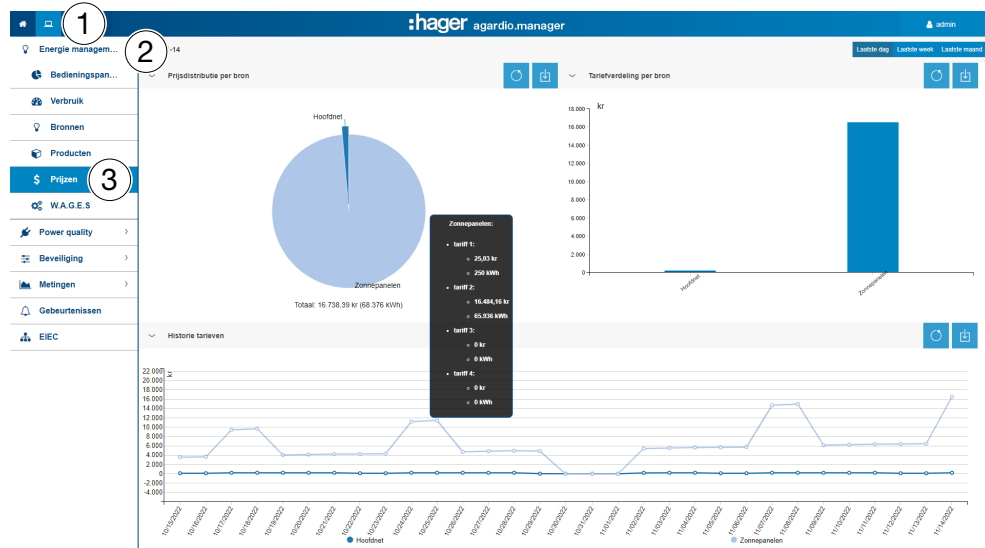 1
:hager agardio.manager
admin
Energie managem...
2
-14
Laatste dag Laatste week Laatste maand
Bedieningspan...
Prijsdistributie per bron
Tariefverdeling per bron
Verbruik
Bronnen
Producten
Prijzen
3
W.A.G.E.S
Power quality
Beveiliging
Metingen
Gebeurtenissen
EIEC
Hoofdnet
Zonnepanelen
Totaal: 16.738,39 kr (68.376 kWh)
Zonnepanelen:
tariff 1:
25,03 kr
250 kWh
tariff 2:
16.484,16 kr
65.936 kWh
tariff 3:
0 kr
0 kWh
tariff 4:
0 kr
0 kWh
kr
18.000
16.000
14.000
12.000
10.000
8.000
6.000
4.000
2.000
0
Hoofdnet
Zonnepanelen
Historie tarieven
kr
22.000
20.000
18.000
16.000
14.000
12.000
10.000
8.000
6.000
4.000
2.000
0
-2.000
-4.000
10/15/2022
10/16/2022
10/17/2022
10/18/2022
10/19/2022
10/20/2022
10/21/2022
10/22/2022
10/23/2022
10/24/2022
10/25/2022
10/26/2022
10/27/2022
10/28/2022
10/29/2022
10/30/2022
10/31/2022
11/01/2022
11/02/2022
11/03/2022
11/04/2022
11/05/2022
11/06/2022
11/07/2022
11/08/2022
11/09/2022
11/10/2022
11/11/2022
11/12/2022
11/13/2022
11/14/2022
Hoofdnet
Zonnepanelen